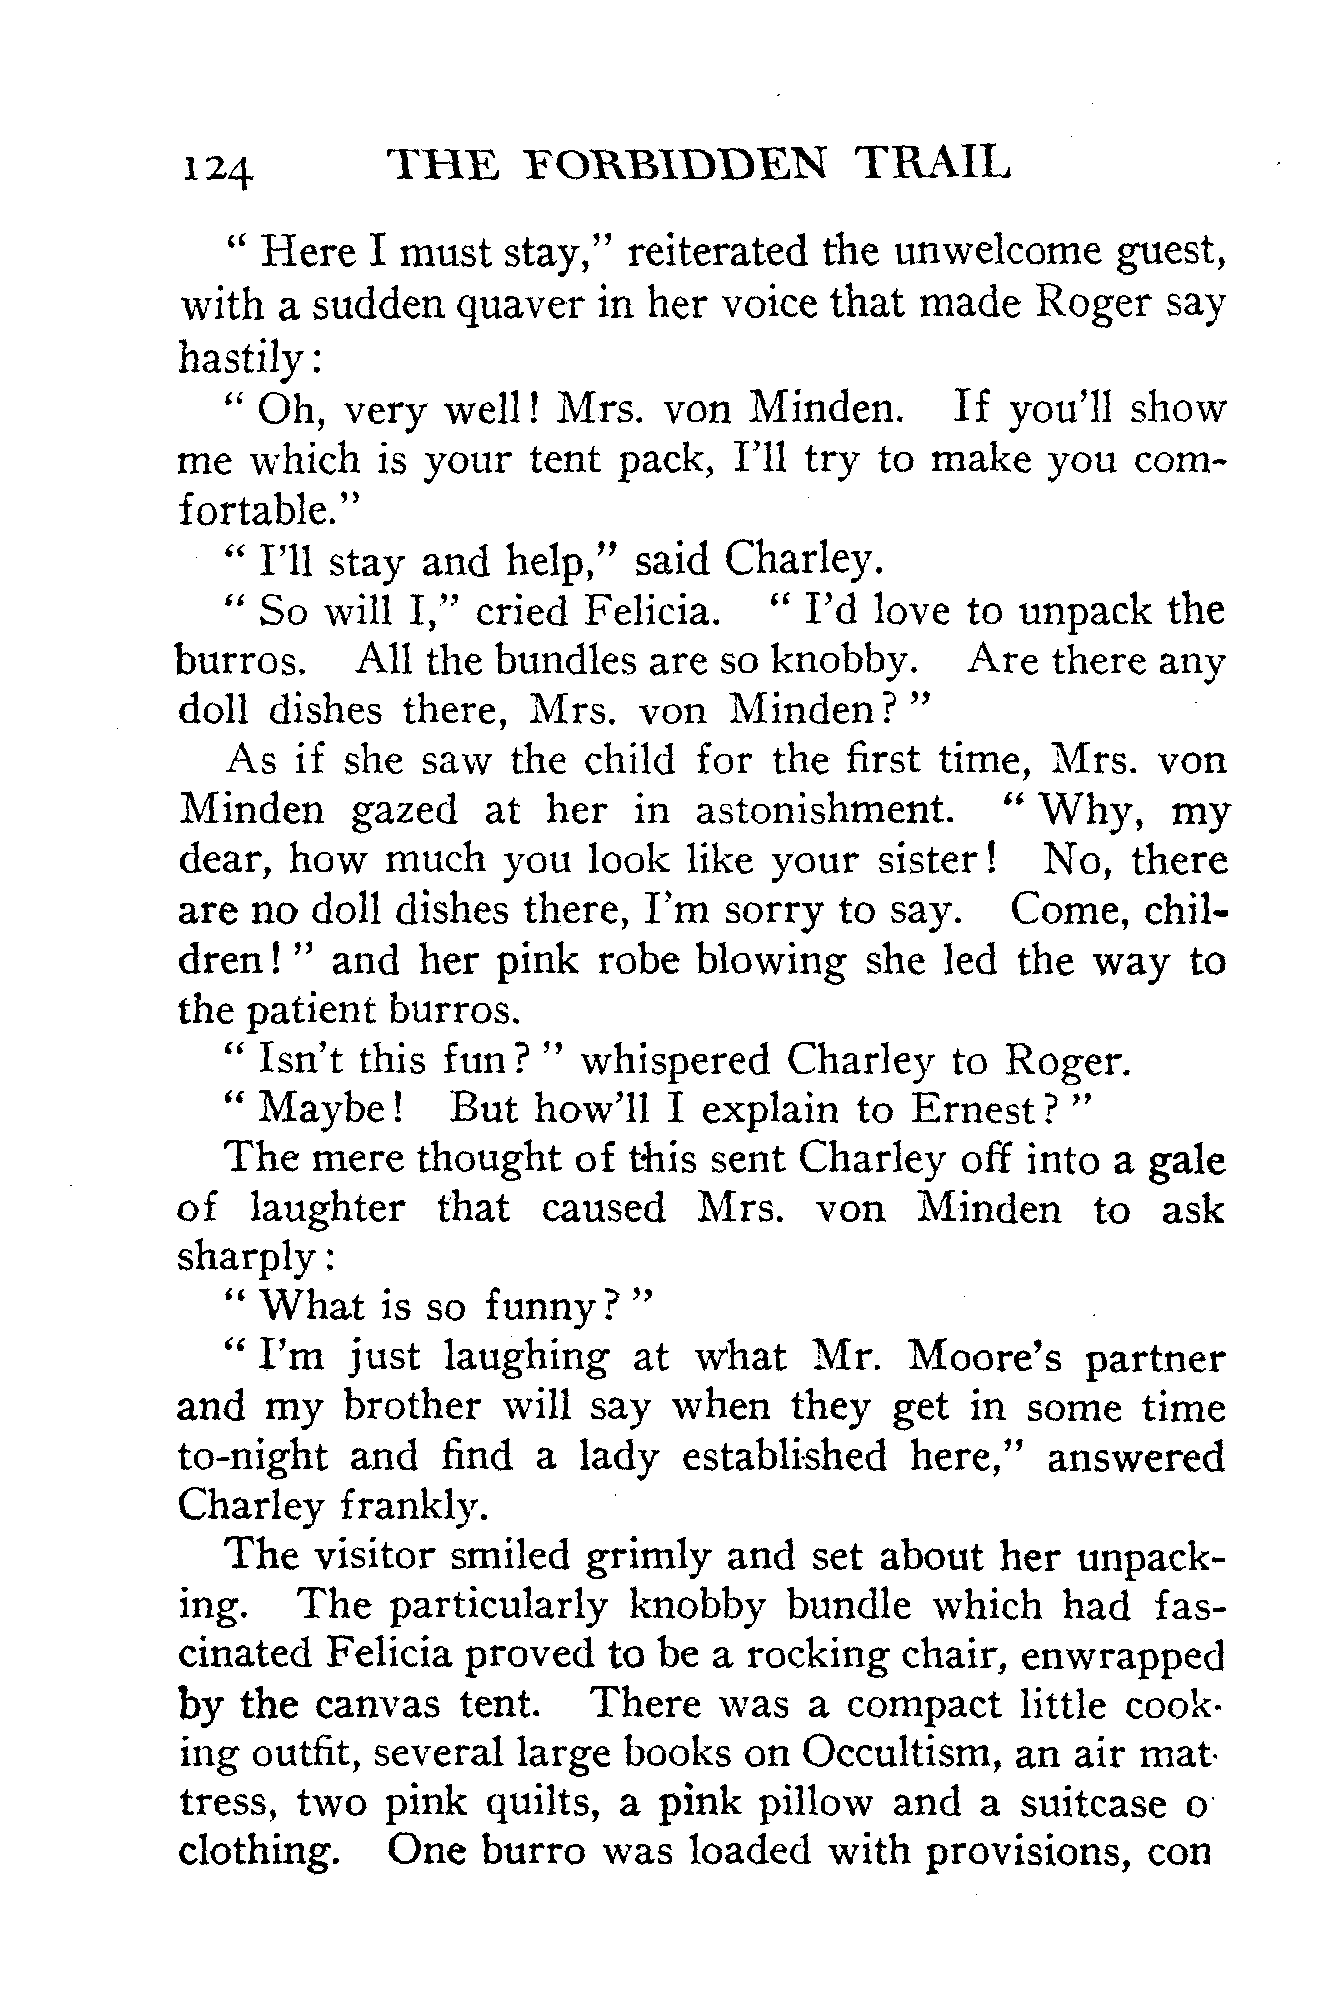 124 THE FORBIDDEN TRAIL
" Here I must stay," reiterated the unwelcome guest,
with a sudden quaver in her voice that made Roger say
hastily:
" Oh, very well! Mrs. von Minden. If you'll show
me which is your tent pack, I'll try to make you com-
fortable."
" I'll stay and help," said Charley.
" So will I," cried Felicia. " I'd love to unpack the
burros. All the bundles are so knobby. Are there any
doll dishes there, Mrs. von Minden? "
As if she saw the child for the first time, Mrs. von
Minden gazed at her in astonishment. " Why, my
dear, how much you look like your sister! No, there
are no doll dishes there, I'm sorry to say. Come, chil-
dren! " and her pink robe blowing she led the way to
the patient burros.
" Isn't this fun? " whispered Charley to Roger.
" Maybe! But how'll I explain to Ernest? "
The mere thought of this sent Charley off into a gale
of laughter that caused Mrs. von Minden to ask
sharply:
" What is so funny? "
" I'm just laughing at what Mr. Moore's partner
and my brother will say when they get in some time
to-night and find a lady established here," answered
Charley frankly.
The visitor smiled grimly and set about her unpack-
ing. The particularly knobby bundle which had fas-
cinated Felicia proved to be a rocking chair, enwrapped
by the canvas tent. There was a compact little cook-
ing outfit, several large books on Occultism, an air mat-
tress, two pink quilts, a pink pillow and a suitcase o
clothing. One burro was loaded with provisions, con